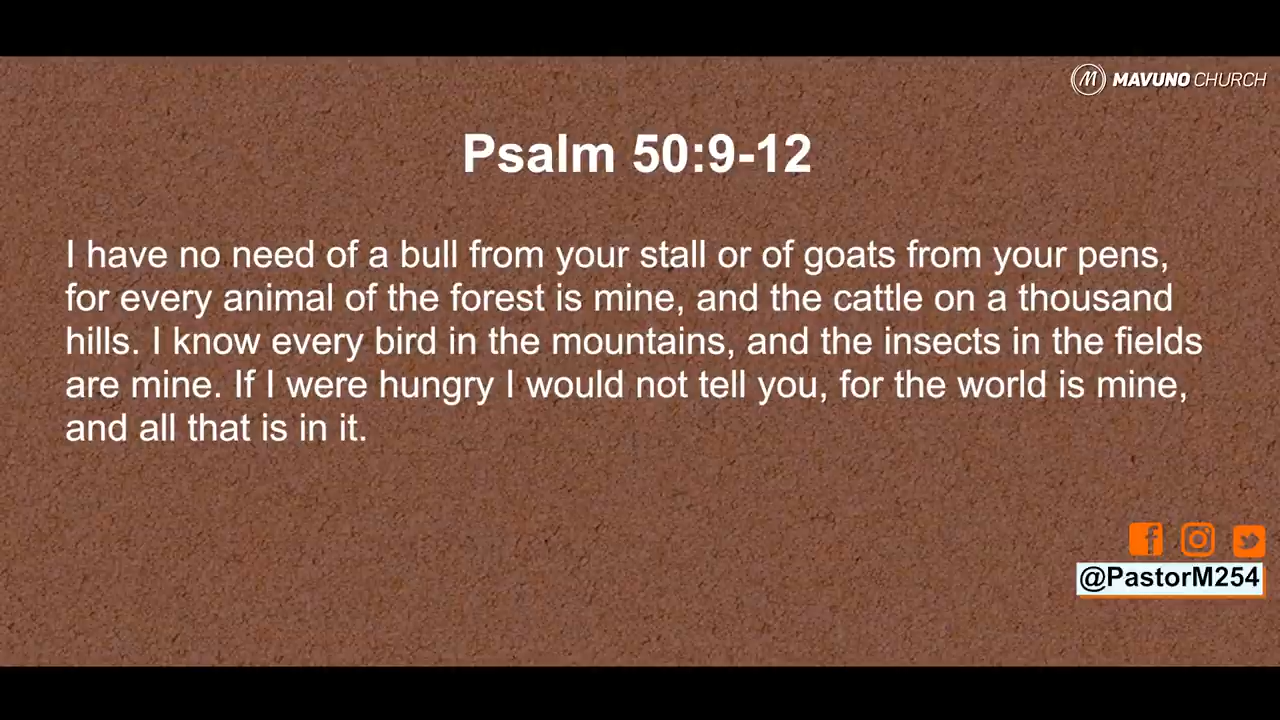 MAVUNO CHURCH
Psalm 50:9-12
I have no need of a bull from your stall or of goats from your pens,
for every animal of the forest is mine, and the cattle on a thousand
hills. I know every bird in the mountains, and the insects in the fields
are mine. If I were hungry I would not tell you, for the world is mine,
and all that is in it.
@PastorM254